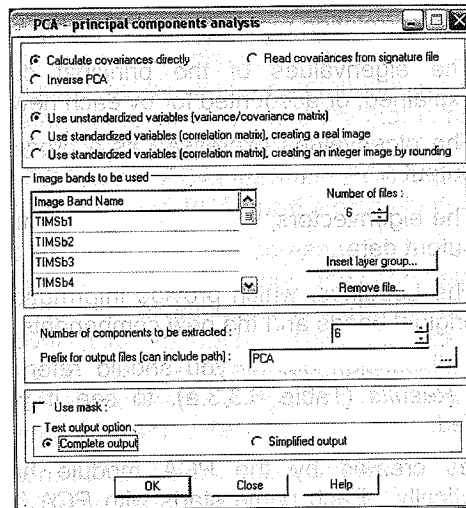 PCA - principal components analysis
Calculate covariances directly
Read covariances from signature file
Inverse PCA
Use unstandardized variables (variance/covariance matrix)
Use standardized variables (correlation matrix), creating a real image
Use standardized variables (correlation matrix), creating an integer image by rounding
Image bands to be used
Image Band Name
Number of files :
TIMSb1
6
TIMSb2
TIMSb3
Insert layer group...
TIMSb4
Remove file...
Number of components to be extracted :
6
Prefix for output files (can include path) :
PCA
...
Use mask :
Text output option
Complete output
Simplified output
OK
Close
Help